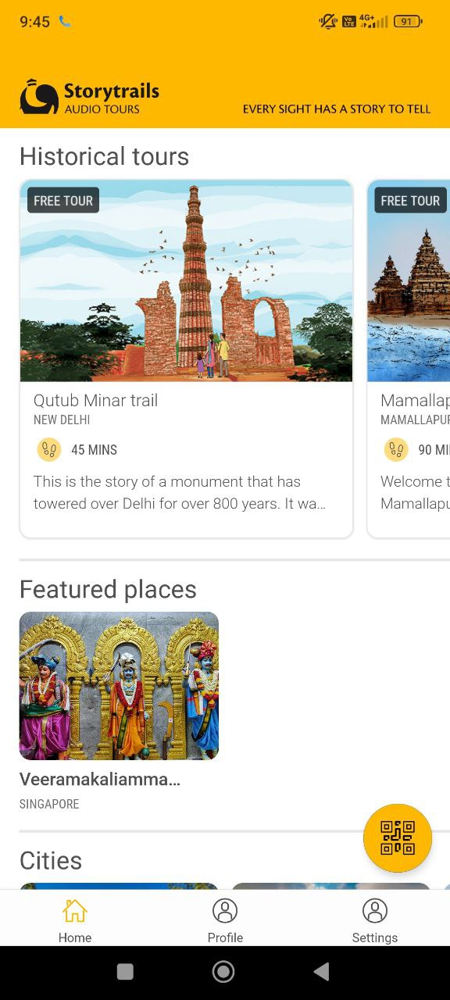 9:45
Vo
LTE
4G+
91
Storytrails
AUDIO TOURS
EVERY SIGHT HAS A STORY TO TELL
Historical tours
FREE TOUR
FREE TOUR
Qutub Minar trail
NEW DELHI
45 MINS
This is the story of a monument that has
towered over Delhi for over 800 years. It wa…
Mamallap
MAMALLAPUR
90 MI
Welcome t
Mamallapu
Featured places
Veeramakaliamma…
SINGAPORE
Cities
Home
Profile
Settings